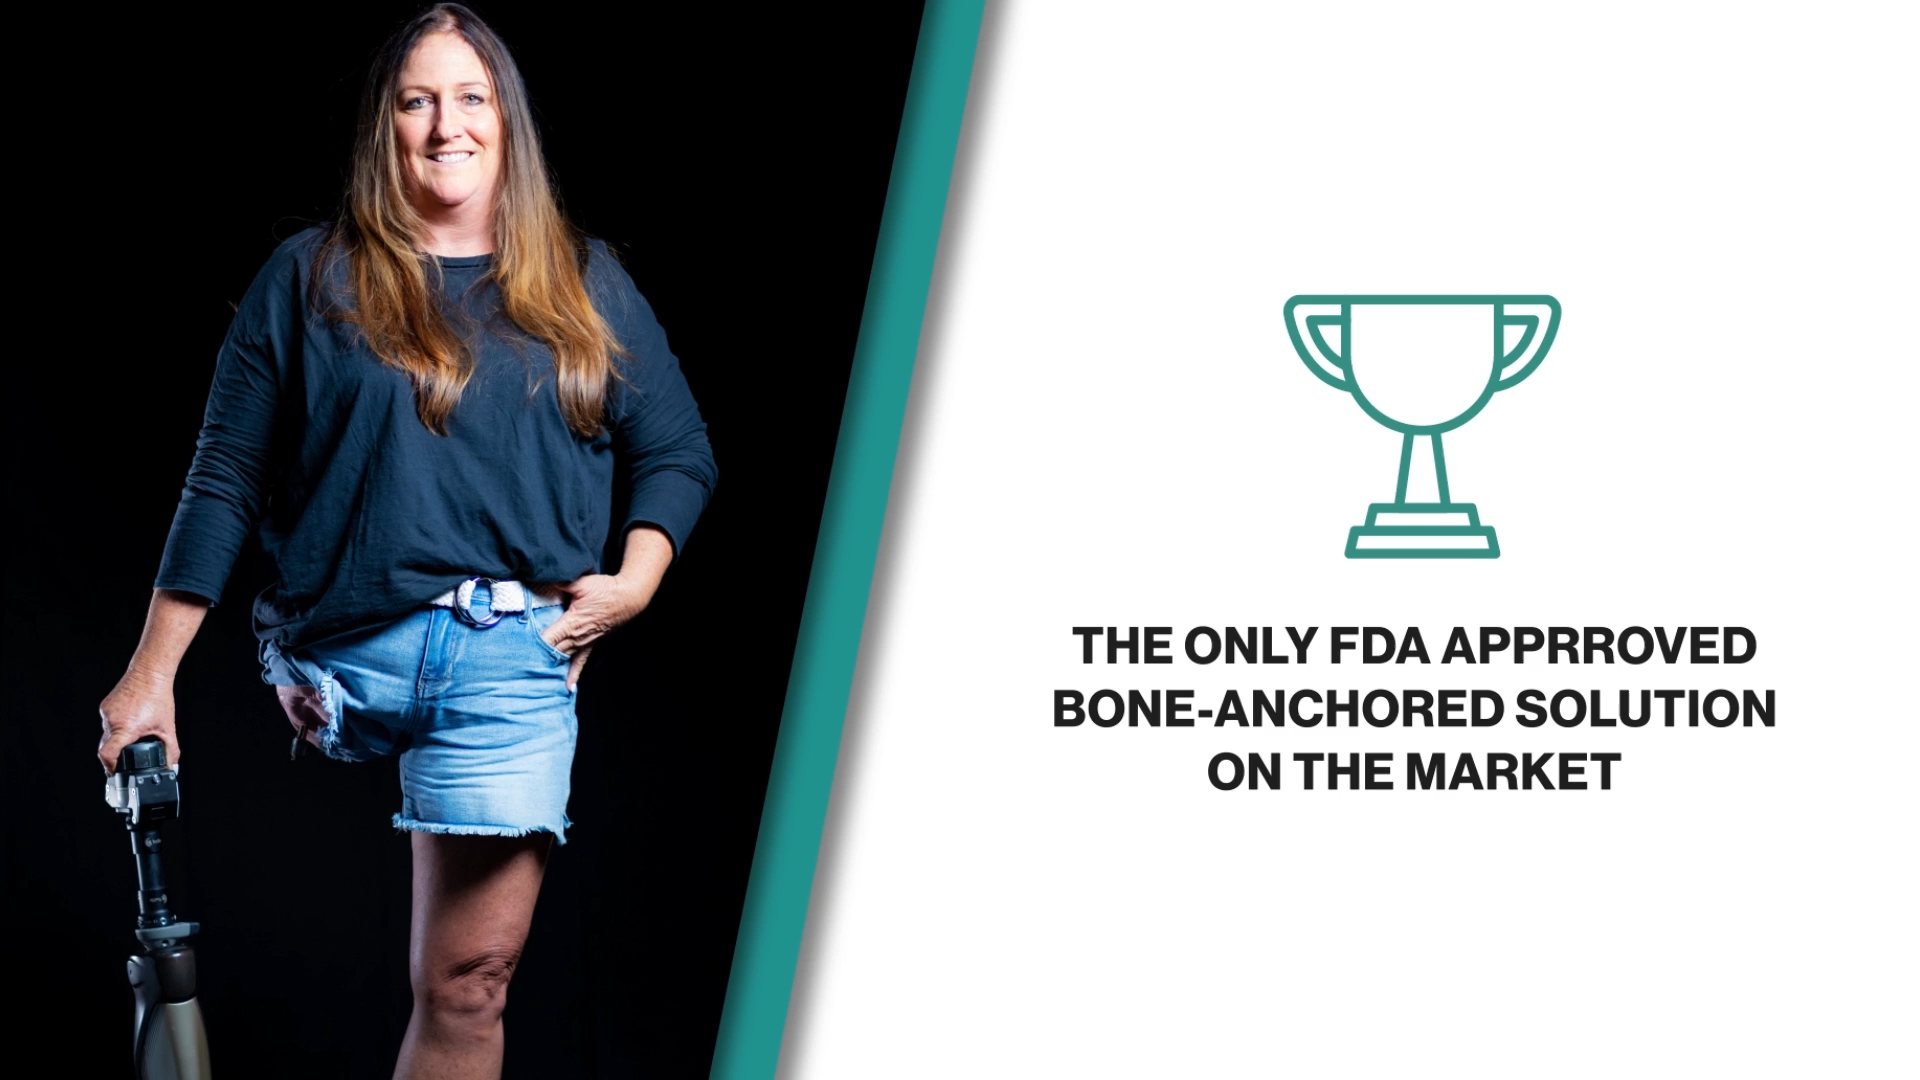 THE ONLY FDA APPRROVED
BONE-ANCHORED SOLUTION
ON THE MARKET